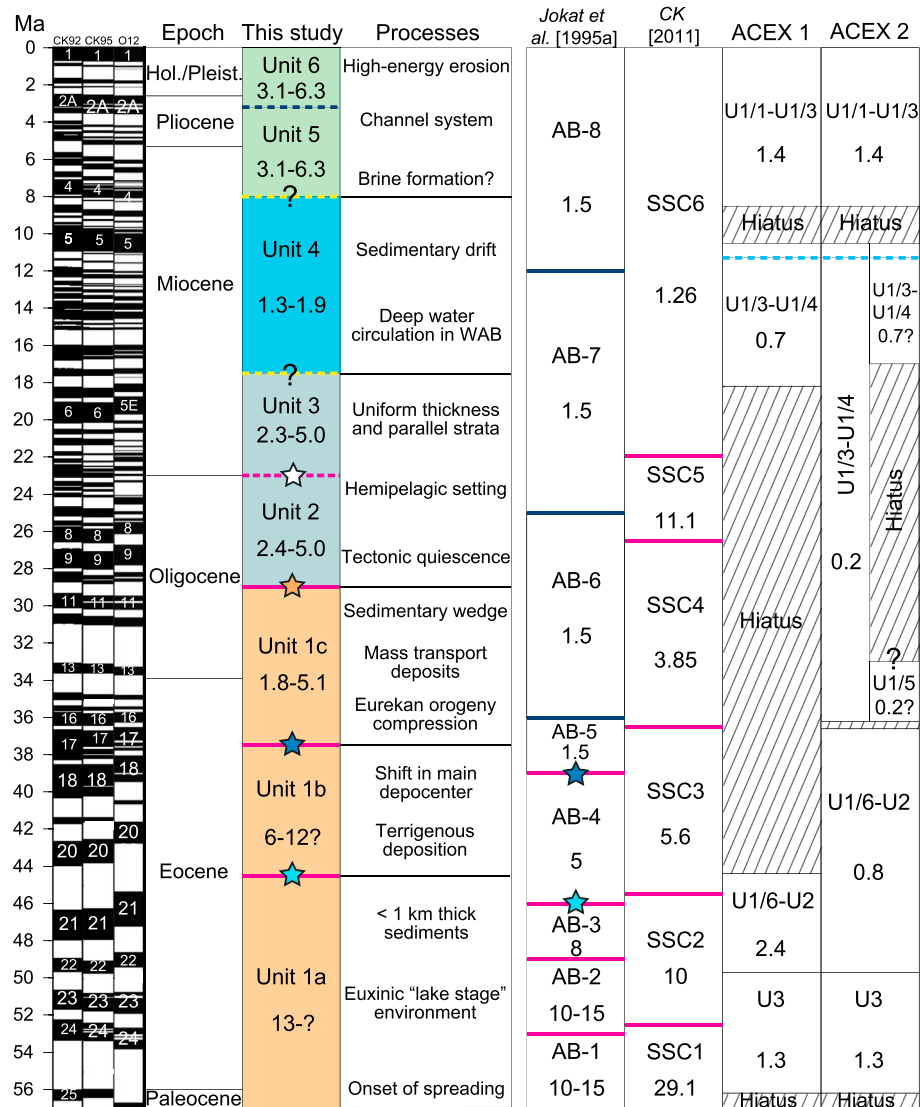 Ma
CK92 CK95 O12
Epoch
This study
Processes
Jokat et
al. [1995a]
CK
[2011]
ACEX 1
ACEX 2
0
2
4
6
8
10
12
14
16
18
20
22
24
26
28
30
32
34
36
38
40
42
44
46
48
50
52
54
56
1
2A
4
5
6
8
9
11
13
16
17
18
20
21
22
23
24
25
1
2A
4
5
6
8
9
11
13
16
17
18
20
21
22
23
24
1
2A
4
5
5E
8
9
11
13
16
17
18
20
21
22
23
24
Hol./Pleist.
Pliocene
Miocene
Oligocene
Eocene
Paleocene
Unit 6
3.1-6.3
Unit 5
3.1-6.3
?
Unit 4
1.3-1.9
?
Unit 3
2.3-5.0
Unit 2
2.4-5.0
Unit 1c
1.8-5.1
Unit 1b
6-12?
Unit 1a
13-?
High-energy erosion
Channel system
Brine formation?
Sedimentary drift
Deep water
circulation in WAB
Uniform thickness
and parallel strata
Hemipelagic setting
Tectonic quiescence
Sedimentary wedge
Mass transport
deposits
Eurekan orogeny
compression
Shift in main
depocenter
Terrigenous
deposition
< 1 km thick
sediments
Euxinic “lake stage”
environment
Onset of spreading
AB-8
1.5
AB-7
1.5
AB-6
1.5
AB-5
1.5
AB-4
5
AB-3
8
AB-2
10-15
AB-1
10-15
SSC6
1.26
SSC5
11.1
SSC4
3.85
SSC3
5.6
SSC2
10
SSC1
29.1
U1/1-U1/3
1.4
Hiatus
U1/3-U1/4
0.7
Hiatus
U1/6-U2
2.4
U3
1.3
Hiatus
U1/1-U1/3
1.4
Hiatus
U1/3-U1/4
0.2
U1/3-
U1/4
0.7?
Hiatus
?
U1/5
0.2?
U1/6-U2
0.8
U3
1.3
Hiatus